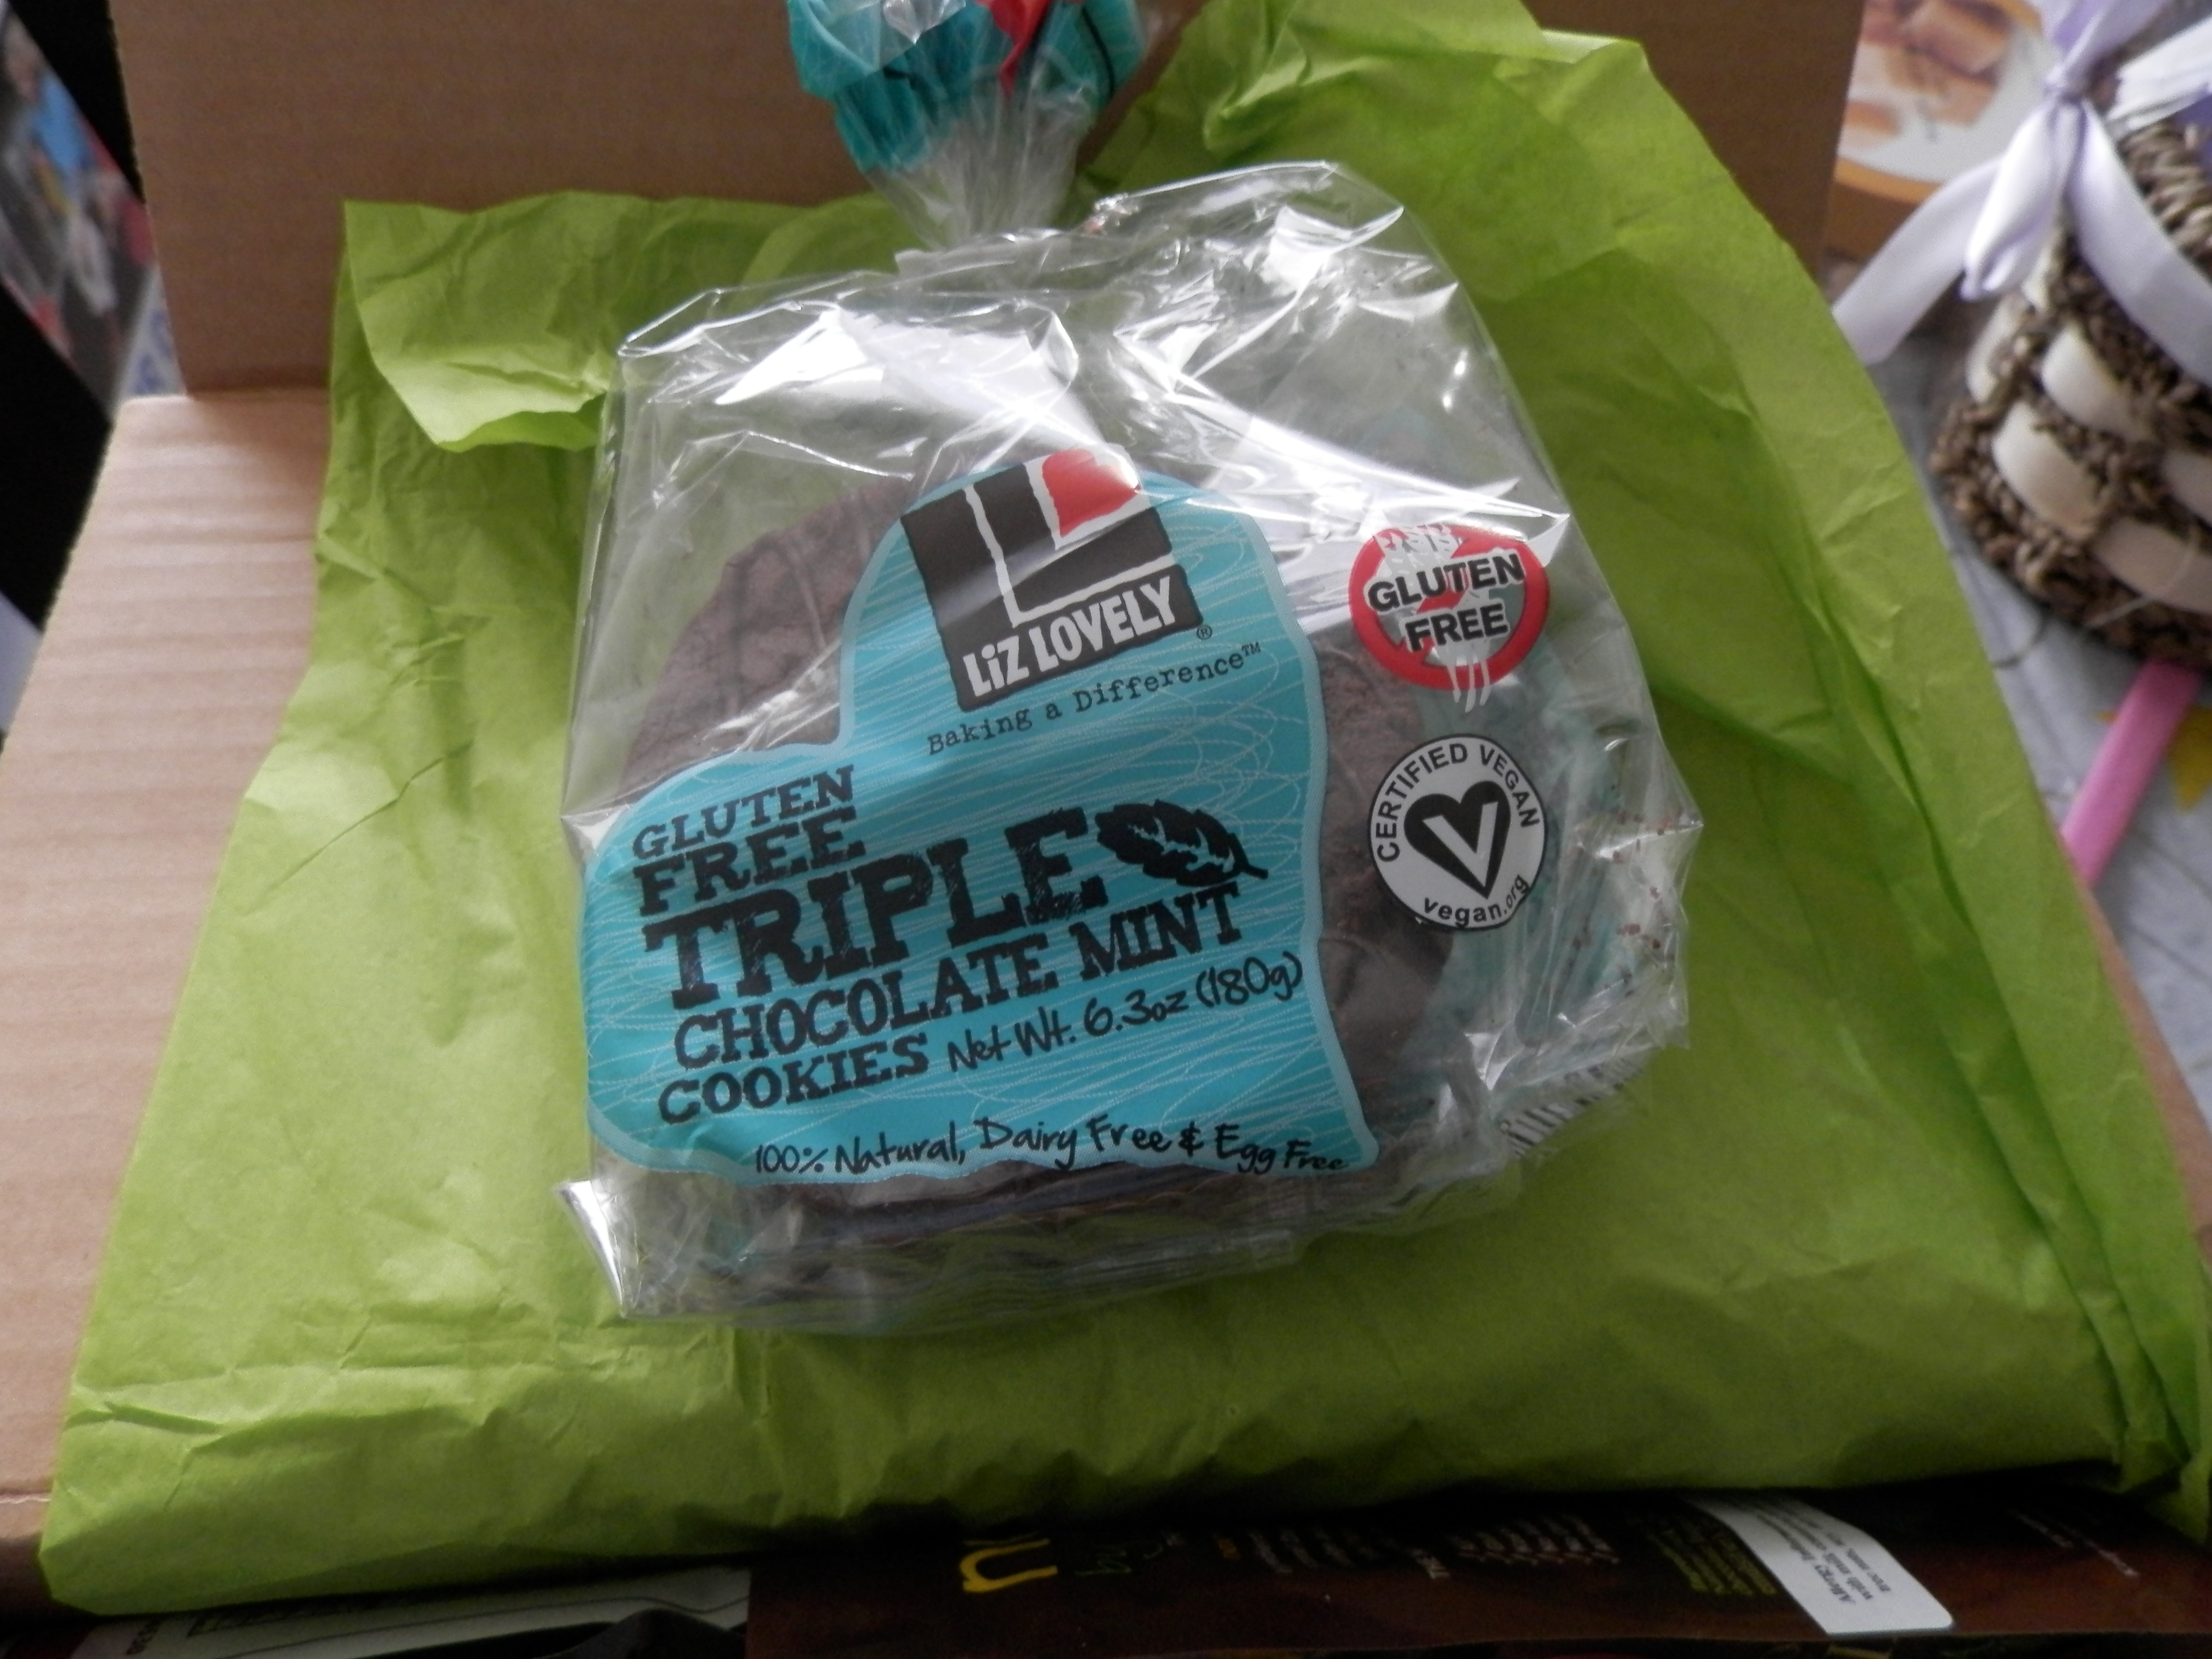 LiZ LOVELY®
Baking a Difference™
GLUTEN
FREE
TRIPLE
CHOCOLATE MINT
COOKIES Net Wt. 6.3oz (180g)
100% Natural, Dairy Free & Egg Free
GLUTEN
FREE
CERTIFIED VEGAN
vegan.org